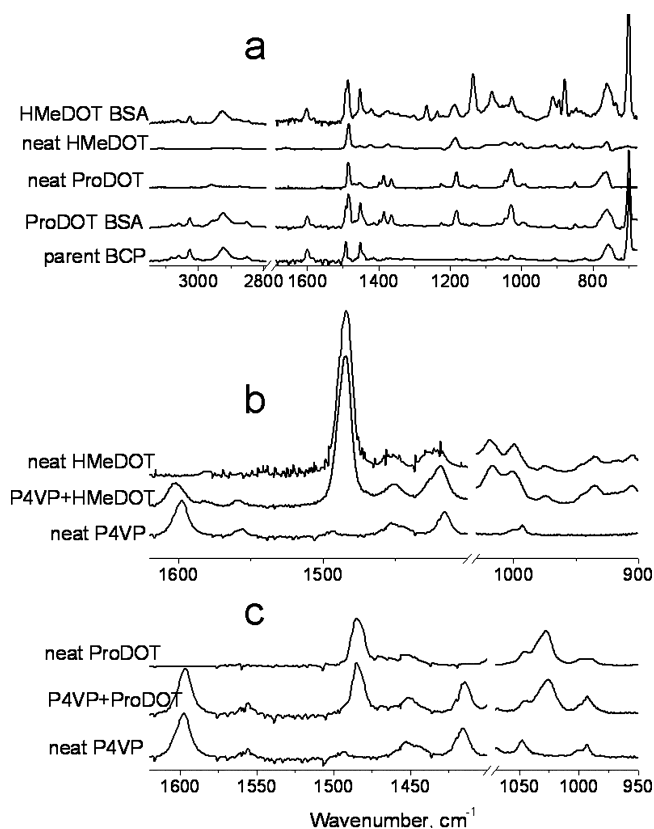 a
HMeDOT BSA
neat HMeDOT
neat ProDOT
ProDOT BSA
parent BCP
3000 2800 1600 1400 1200 1000 800
b
neat HMeDOT
P4VP+HMeDOT
neat P4VP
1600 1500 1000 900
c
neat ProDOT
P4VP+ProDOT
neat P4VP
1600 1550 1500 1450 1050 1000 950
Wavenumber, cm⁻¹